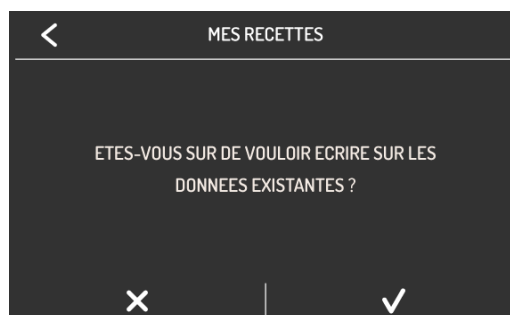 MES RECETTES
ETES-VOUS SUR DE VOULOIR ECRIRE SUR LES
DONNEES EXISTANTES ?